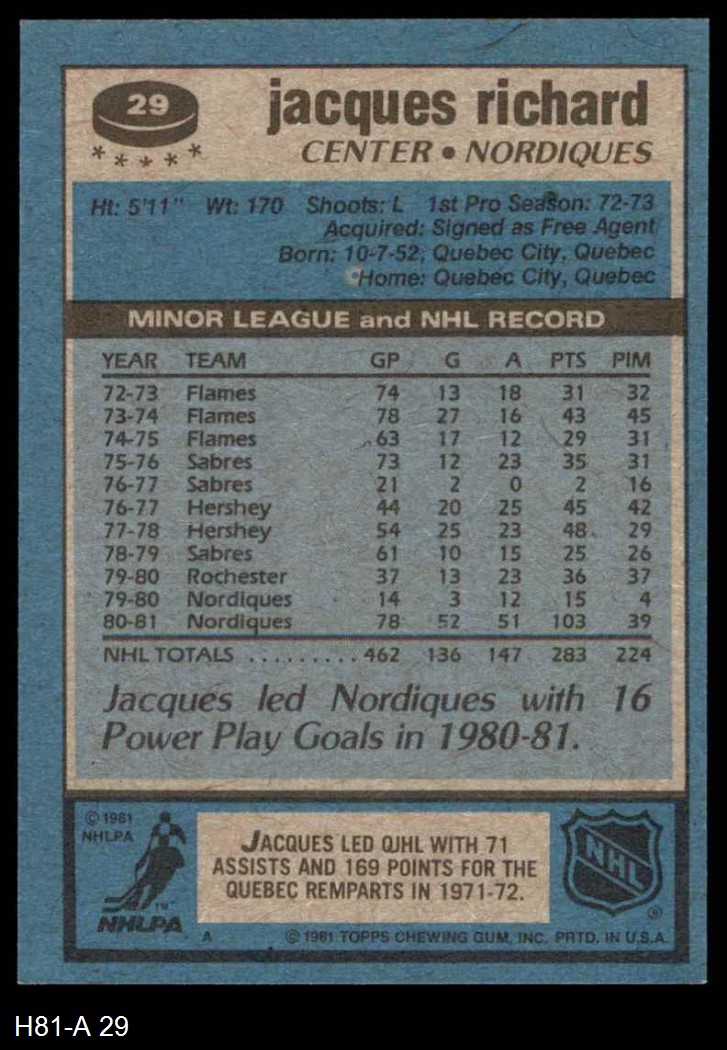 29
jacques richard
CENTER • NORDIQUES
Ht: 5'11" Wt: 170 Shoots: L 1st Pro Season: 72-73
Acquired: Signed as Free Agent
Born: 10-7-52, Quebec City, Quebec
Home: Quebec City, Quebec
MINOR LEAGUE and NHL RECORD
YEAR TEAM GP G A PTS PIM
72-73 Flames 74 13 18 31 32
73-74 Flames 78 27 16 43 45
74-75 Flames 63 17 12 29 31
75-76 Sabres 73 12 23 35 31
76-77 Sabres 21 2 0 2 16
76-77 Hershey 44 20 25 45 42
77-78 Hershey 54 25 23 48 29
78-79 Sabres 61 10 15 25 26
79-80 Rochester 37 13 23 36 37
79-80 Nordiques 14 3 12 15 4
80-81 Nordiques 78 52 51 103 39
NHL TOTALS .......... 462 136 147 283 224
Jacques led Nordiques with 16
Power Play Goals in 1980-81.
© 1981
NHLPA
JACQUES LED QJHL WITH 71
ASSISTS AND 169 POINTS FOR THE
QUEBEC REMPARTS IN 1971-72.
NHL
®
TM
NHLPA
A © 1981 TOPPS CHEWING GUM, INC. PRTD. IN U.S.A.
H81-A 29